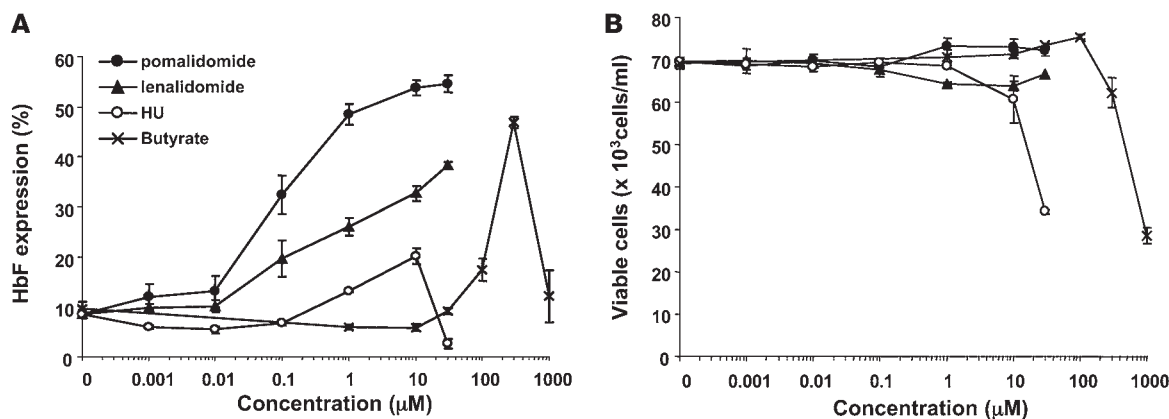 A
HbF expression (%)
60
50
40
30
20
10
0
pomalidomide
lenalidomide
HU
Butyrate
0 0.001 0.01 0.1 1 10 100 1000
Concentration (μM)
B
Viable cells (x 10³cells/ml)
80
70
60
50
40
30
20
10
0
0 0.001 0.01 0.1 1 10 100 1000
Concentration (μM)